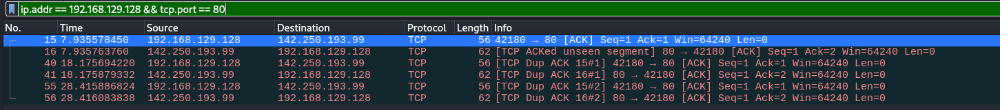 ip.addr == 192.168.129.128 && tcp.port == 80
No. Time Source Destination Protocol Length Info
15 7.935578450 192.168.129.128 142.250.193.99 TCP 56 42180 → 80 [ACK] Seq=1 Ack=1 Win=64240 Len=0
16 7.935763760 142.250.193.99 192.168.129.128 TCP 62 [TCP ACKed unseen segment] 80 → 42180 [ACK] Seq=1 Ack=2 Win=64240 Len=0
40 18.175694220 192.168.129.128 142.250.193.99 TCP 56 [TCP Dup ACK 15#1] 42180 → 80 [ACK] Seq=1 Ack=1 Win=64240 Len=0
41 18.175879332 142.250.193.99 192.168.129.128 TCP 62 [TCP Dup ACK 16#1] 80 → 42180 [ACK] Seq=1 Ack=2 Win=64240 Len=0
55 28.415886824 192.168.129.128 142.250.193.99 TCP 56 [TCP Dup ACK 15#2] 42180 → 80 [ACK] Seq=1 Ack=1 Win=64240 Len=0
56 28.416083838 142.250.193.99 192.168.129.128 TCP 62 [TCP Dup ACK 16#2] 80 → 42180 [ACK] Seq=1 Ack=2 Win=64240 Len=0